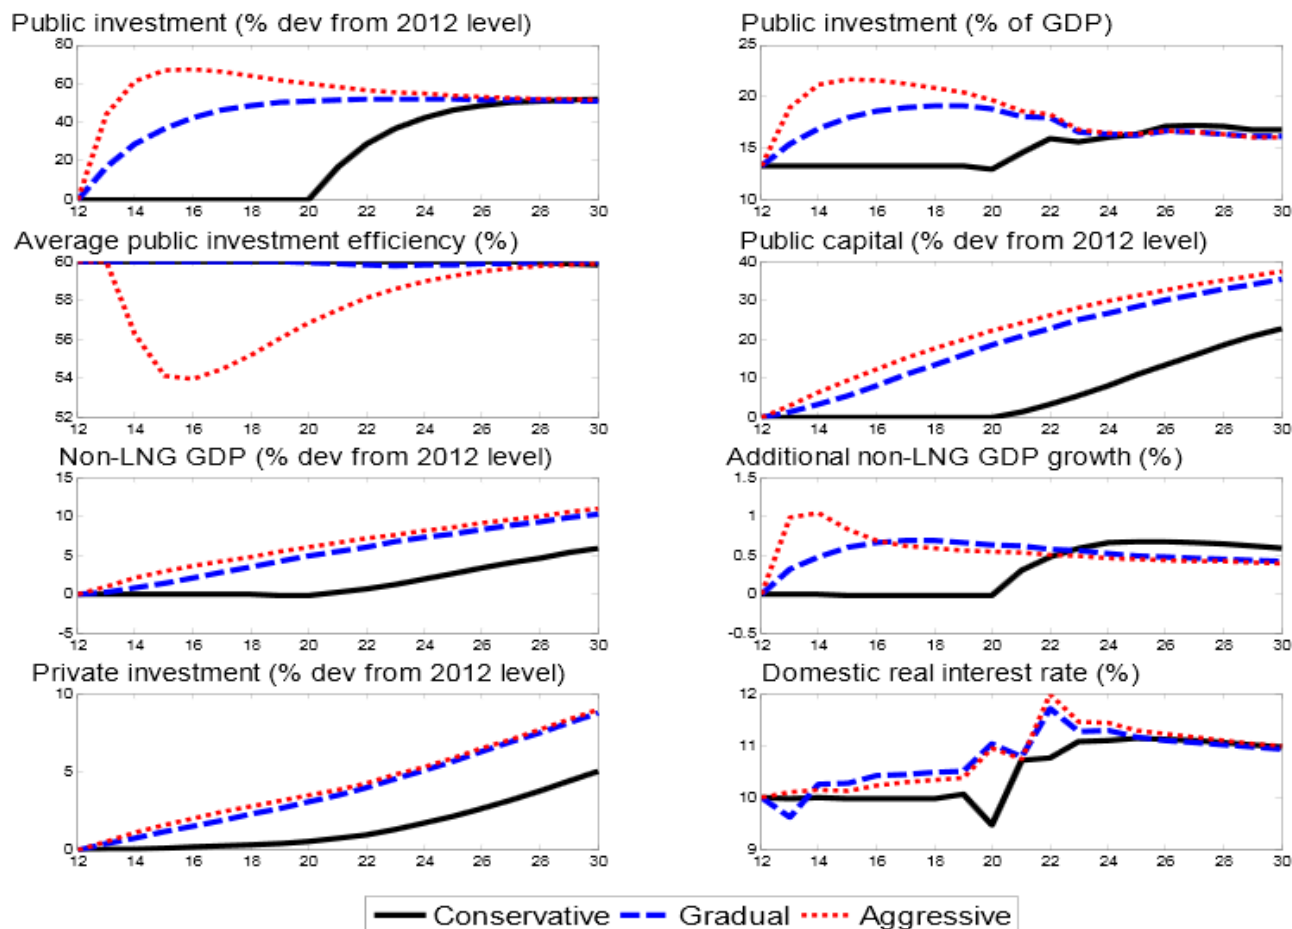 Public investment (% dev from 2012 level)
Public investment (% of GDP)
80
60
40
20
0
12 14 16 18 20 22 24 26 28 30
25
20
15
10
12 14 16 18 20 22 24 26 28 30
Average public investment efficiency (%)
Public capital (% dev from 2012 level)
60
58
56
54
52
12 14 16 18 20 22 24 26 28 30
40
30
20
10
0
12 14 16 18 20 22 24 26 28 30
Non-LNG GDP (% dev from 2012 level)
Additional non-LNG GDP growth (%)
15
10
5
0
-5
12 14 16 18 20 22 24 26 28 30
1.5
1
0.5
0
-0.5
12 14 16 18 20 22 24 26 28 30
Private investment (% dev from 2012 level)
Domestic real interest rate (%)
10
5
0
12 14 16 18 20 22 24 26 28 30
12
11
10
9
12 14 16 18 20 22 24 26 28 30
Conservative Gradual Aggressive